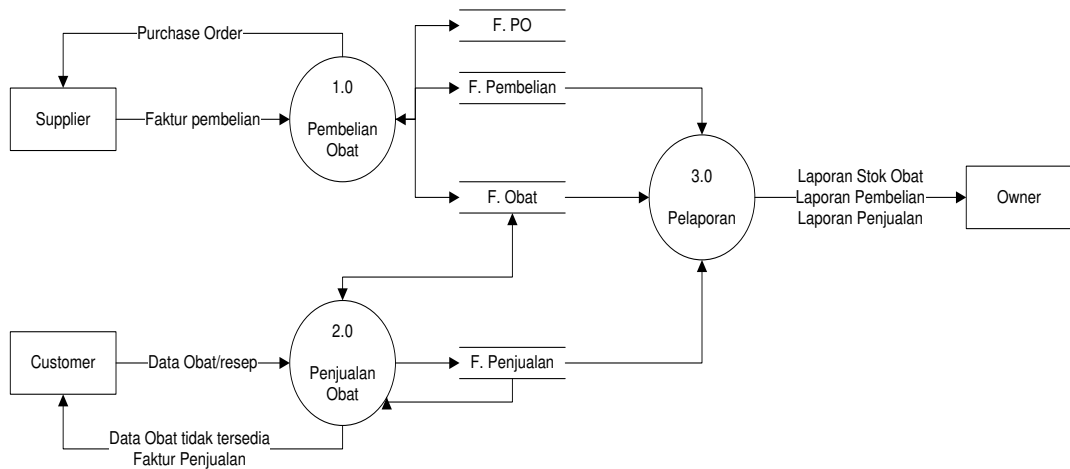 Purchase Order
F. PO
1.0
Pembelian
Obat
Supplier
Faktur pembelian
F. Pembelian
F. Obat
3.0
Pelaporan
Laporan Stok Obat
Laporan Pembelian
Laporan Penjualan
Owner
2.0
Penjualan
Obat
Customer
Data Obat/resep
F. Penjualan
Data Obat tidak tersedia
Faktur Penjualan